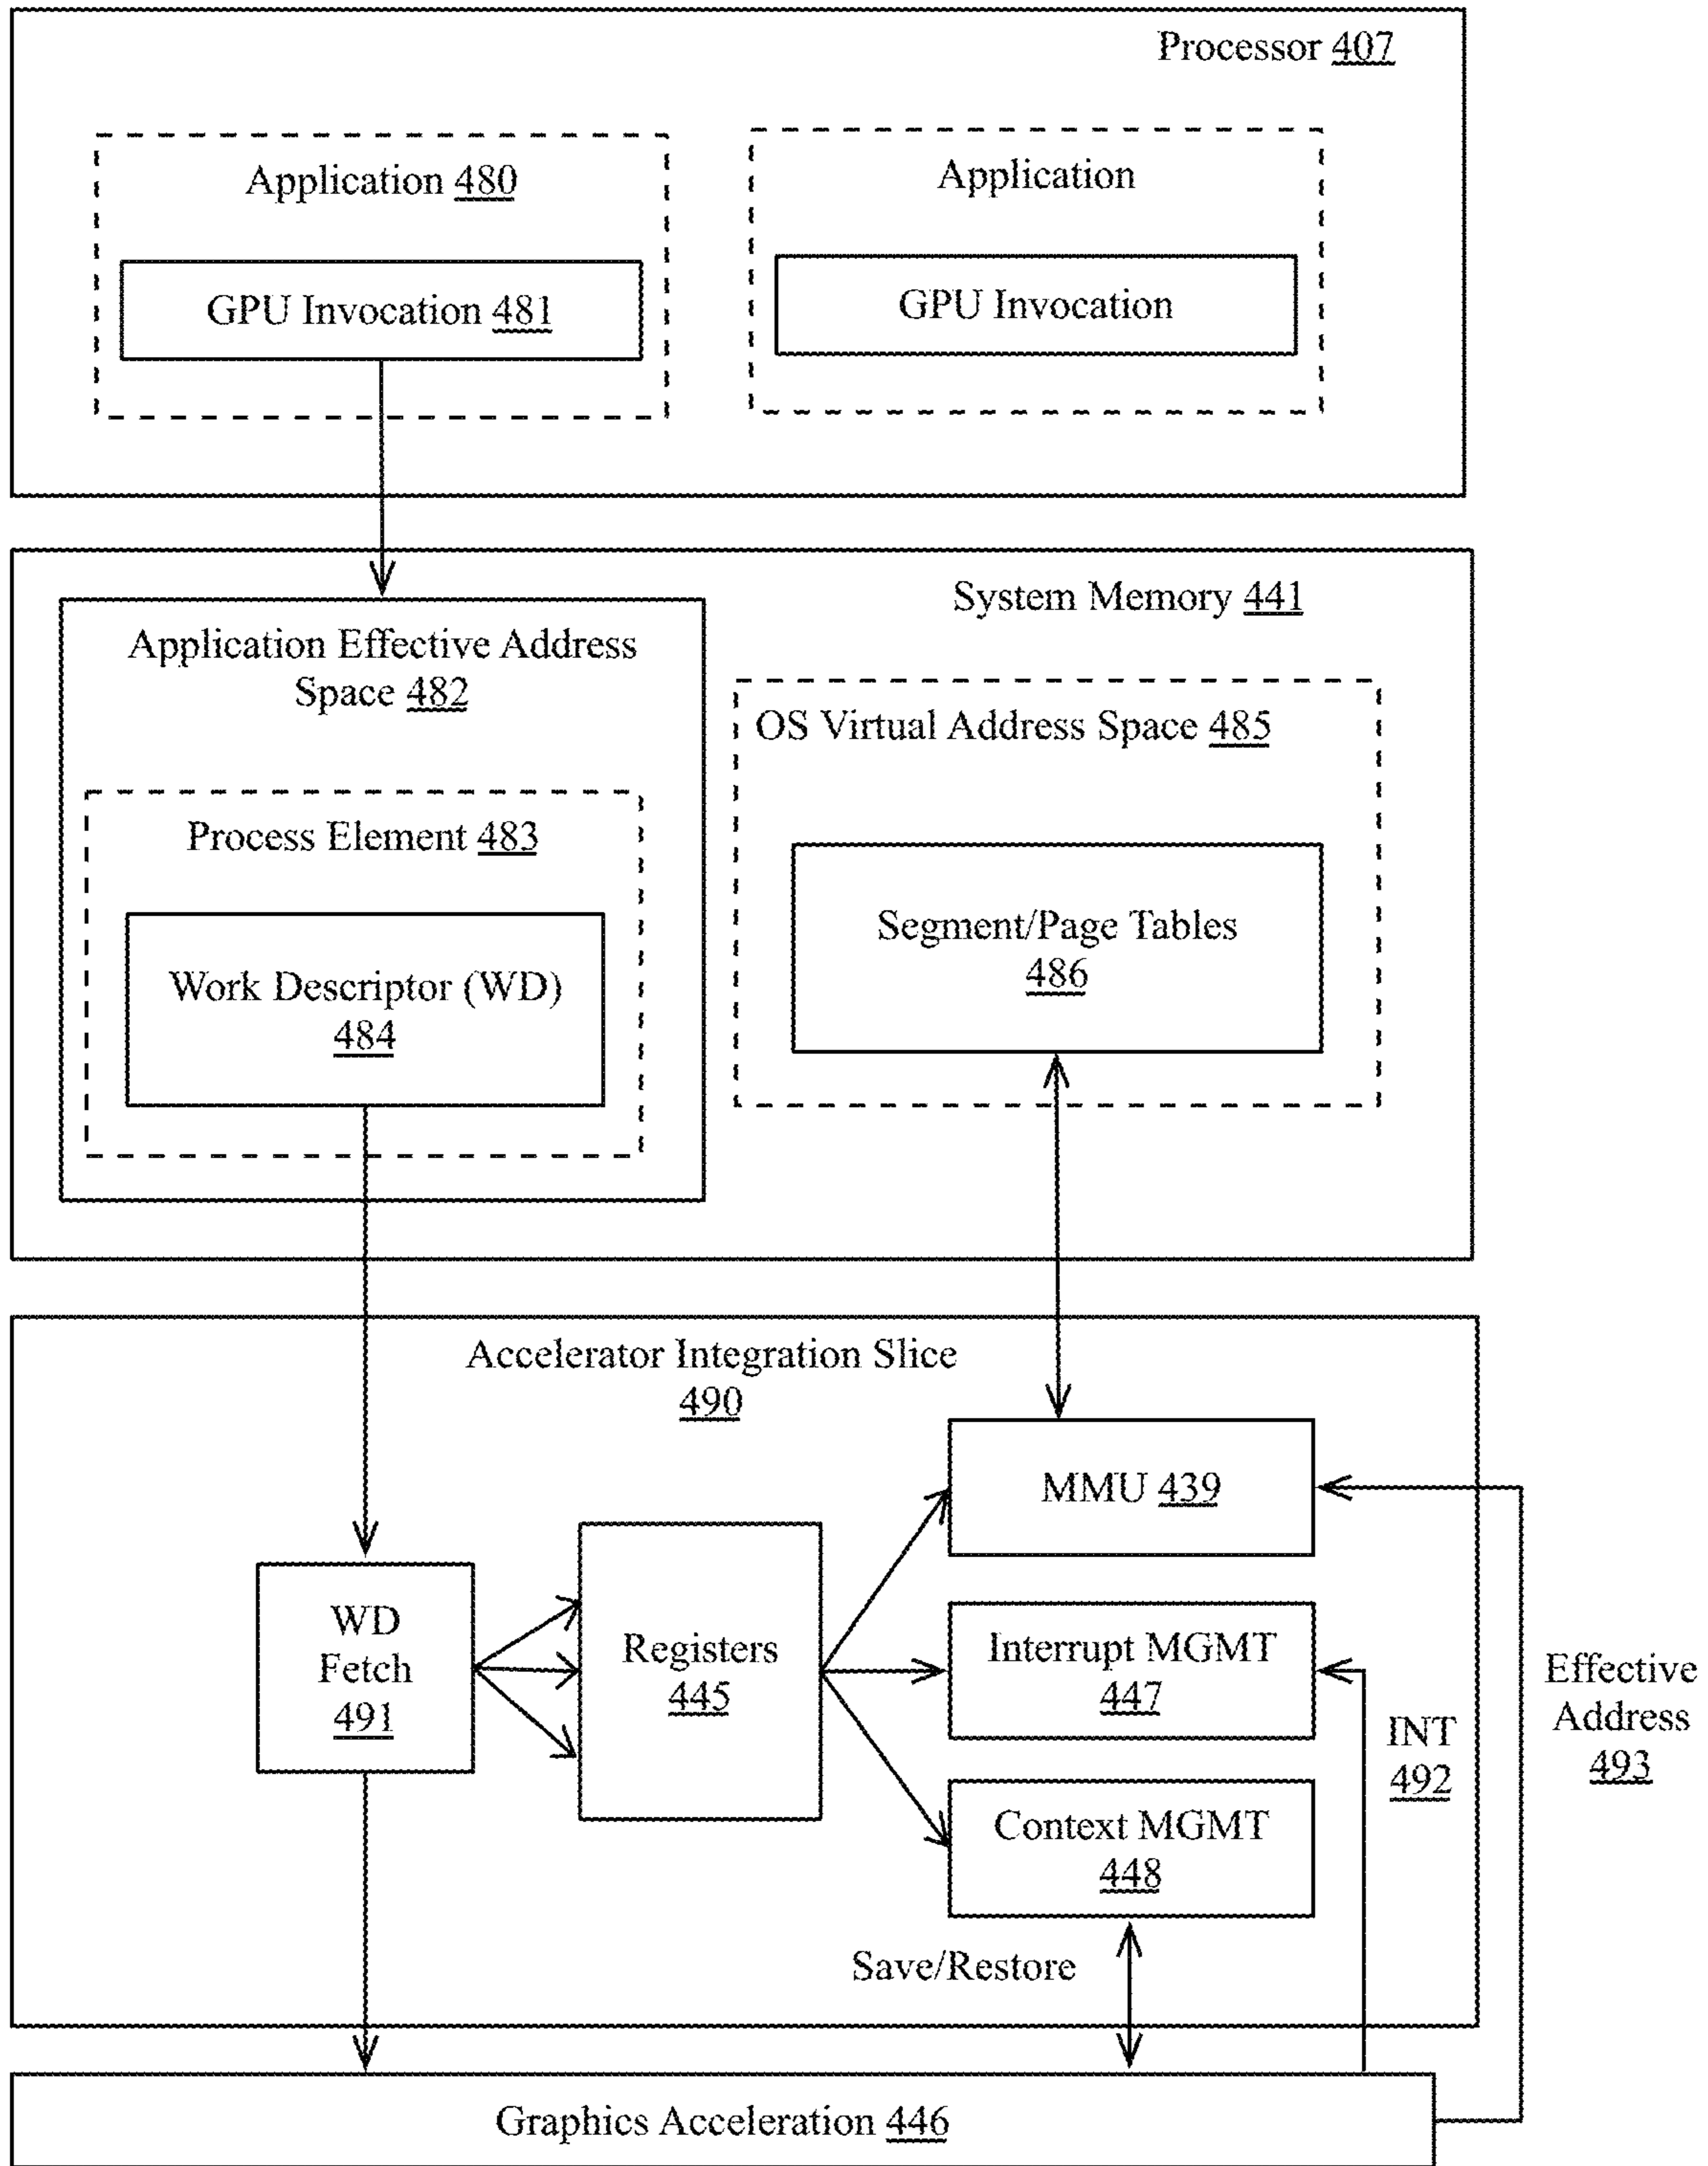 Processor 407
Application 480
Application
GPU Invocation 481
GPU Invocation
System Memory 441
Application Effective Address
Space 482
OS Virtual Address Space 485
Process Element 483
Segment/Page Tables
486
Work Descriptor (WD)
484
Accelerator Integration Slice
490
MMU 439
WD
Fetch
491
Registers
445
Interrupt MGMT
447
Effective
Address
493
INT
492
Context MGMT
448
Save/Restore
Graphics Acceleration 446